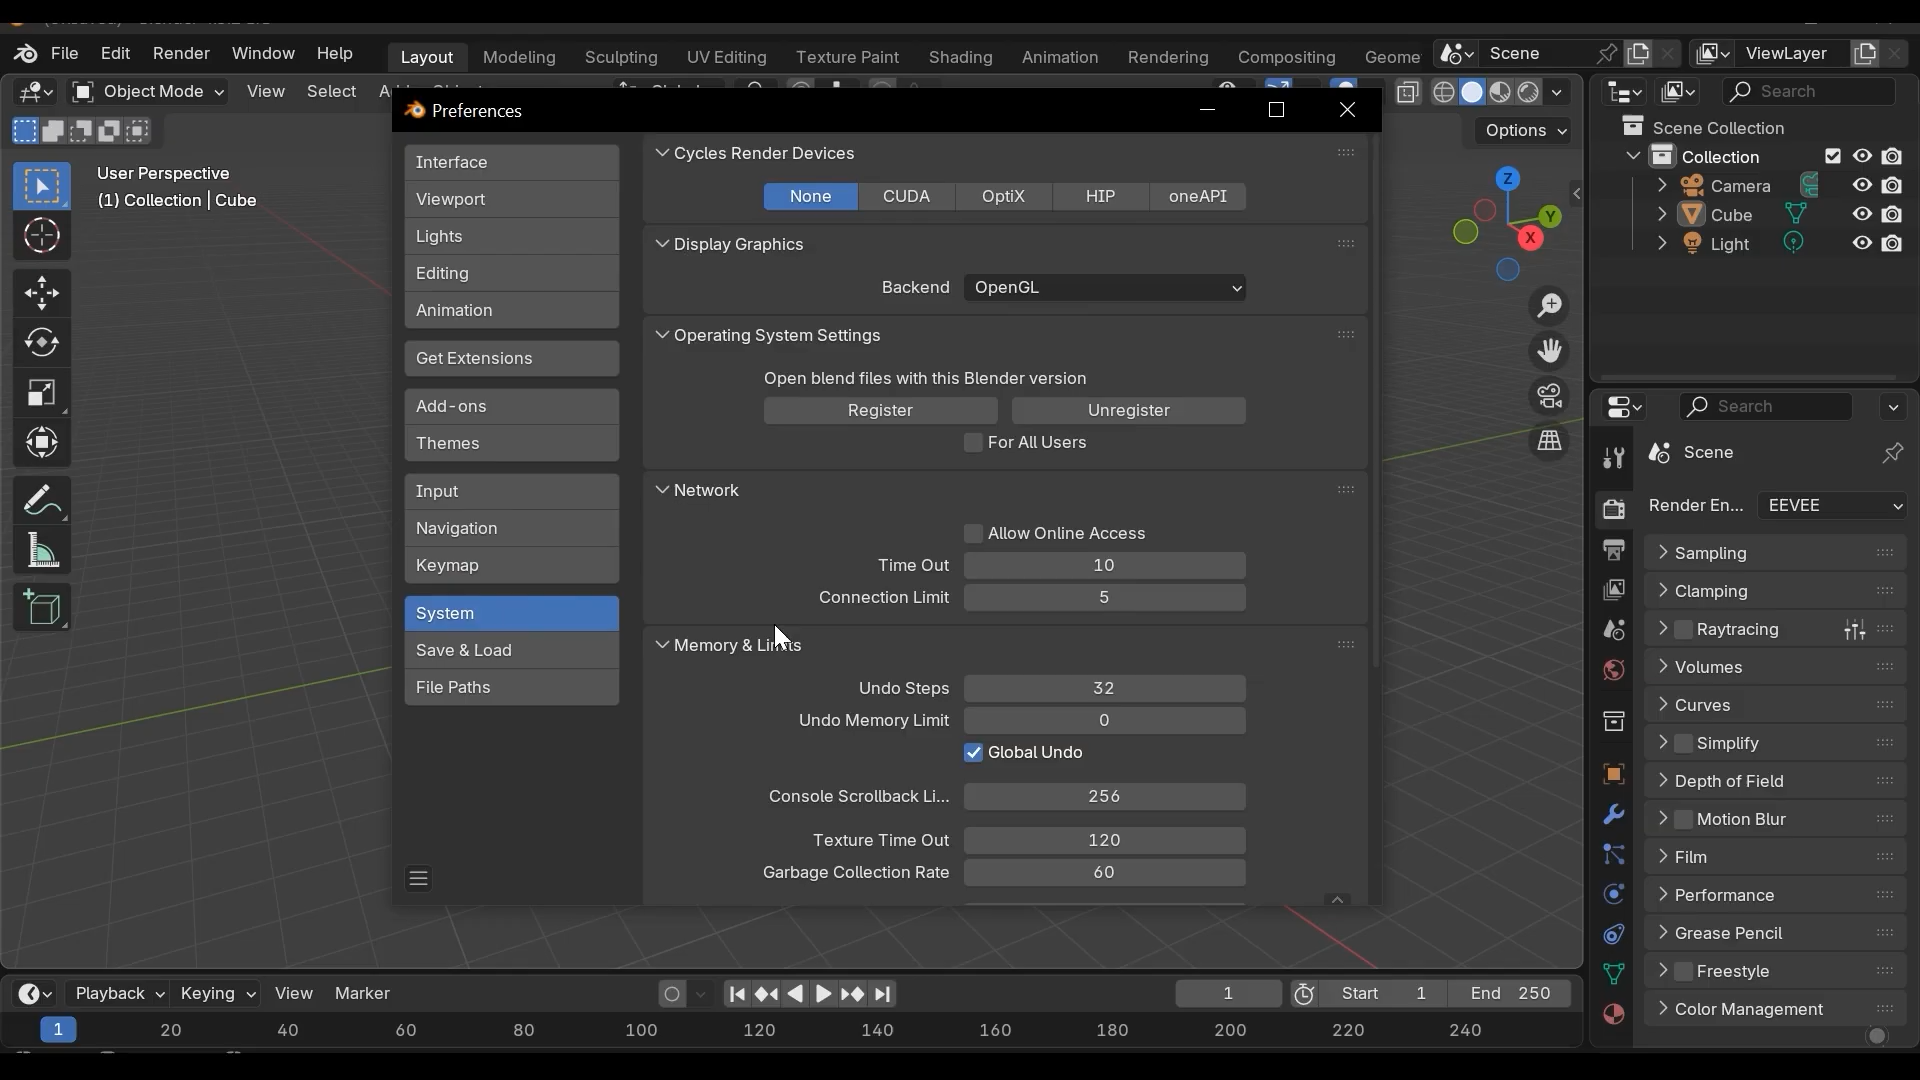 File Edit Render Window Help Layout Modeling Sculpting UV Editing Texture Paint Shading Animation Rendering Compositing Geome Scene ViewLayer
Object Mode View Select Search
Preferences
Options
User Perspective
(1) Collection | Cube
Z
Y
X
Interface
Viewport
Lights
Editing
Animation
Get Extensions
Add-ons
Themes
Input
Navigation
Keymap
System
Save & Load
File Paths
Cycles Render Devices
None CUDA OptiX HIP oneAPI
Display Graphics
Backend OpenGL
Operating System Settings
Open blend files with this Blender version
Register Unregister
For All Users
Network
Allow Online Access
Time Out 10
Connection Limit 5
Memory & Limits
Undo Steps 32
Undo Memory Limit 0
Global Undo
Console Scrollback Li... 256
Texture Time Out 120
Garbage Collection Rate 60
Scene Collection
Collection
Camera
Cube
Light
Search
Scene
Render En... EEVEE
Sampling
Clamping
Raytracing
Volumes
Curves
Simplify
Depth of Field
Motion Blur
Film
Performance
Grease Pencil
Freestyle
Color Management
Playback Keying View Marker 1 Start 1 End 250
1 20 40 60 80 100 120 140 160 180 200 220 240